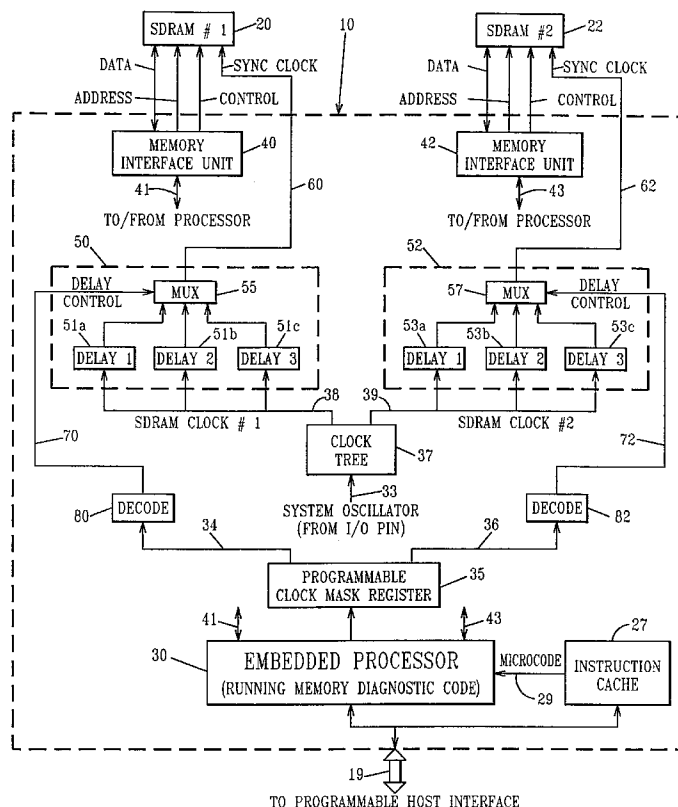 20
SDRAM # 1
10
SDRAM #2
22
DATA
SYNC CLOCK
DATA
SYNC CLOCK
ADDRESS
CONTROL
ADDRESS
CONTROL
MEMORY
INTERFACE UNIT
40
42
MEMORY
INTERFACE UNIT
41
60
43
62
TO/FROM PROCESSOR
TO/FROM PROCESSOR
50
52
DELAY
CONTROL
MUX
55
57
MUX
DELAY
CONTROL
51a
51b
51c
53a
53b
53c
DELAY 1
DELAY 2
DELAY 3
DELAY 1
DELAY 2
DELAY 3
38
39
SDRAM CLOCK # 1
SDRAM CLOCK #2
70
CLOCK
TREE
37
72
33
SYSTEM OSCILLATOR
(FROM I/O PIN)
80
DECODE
DECODE
82
34
36
PROGRAMMABLE
CLOCK MASK REGISTER
35
41
43
27
30
EMBEDDED PROCESSOR
(RUNNING MEMORY DIAGNOSTIC CODE)
MICROCODE
29
INSTRUCTION
CACHE
19
TO PROGRAMMABLE HOST INTERFACE